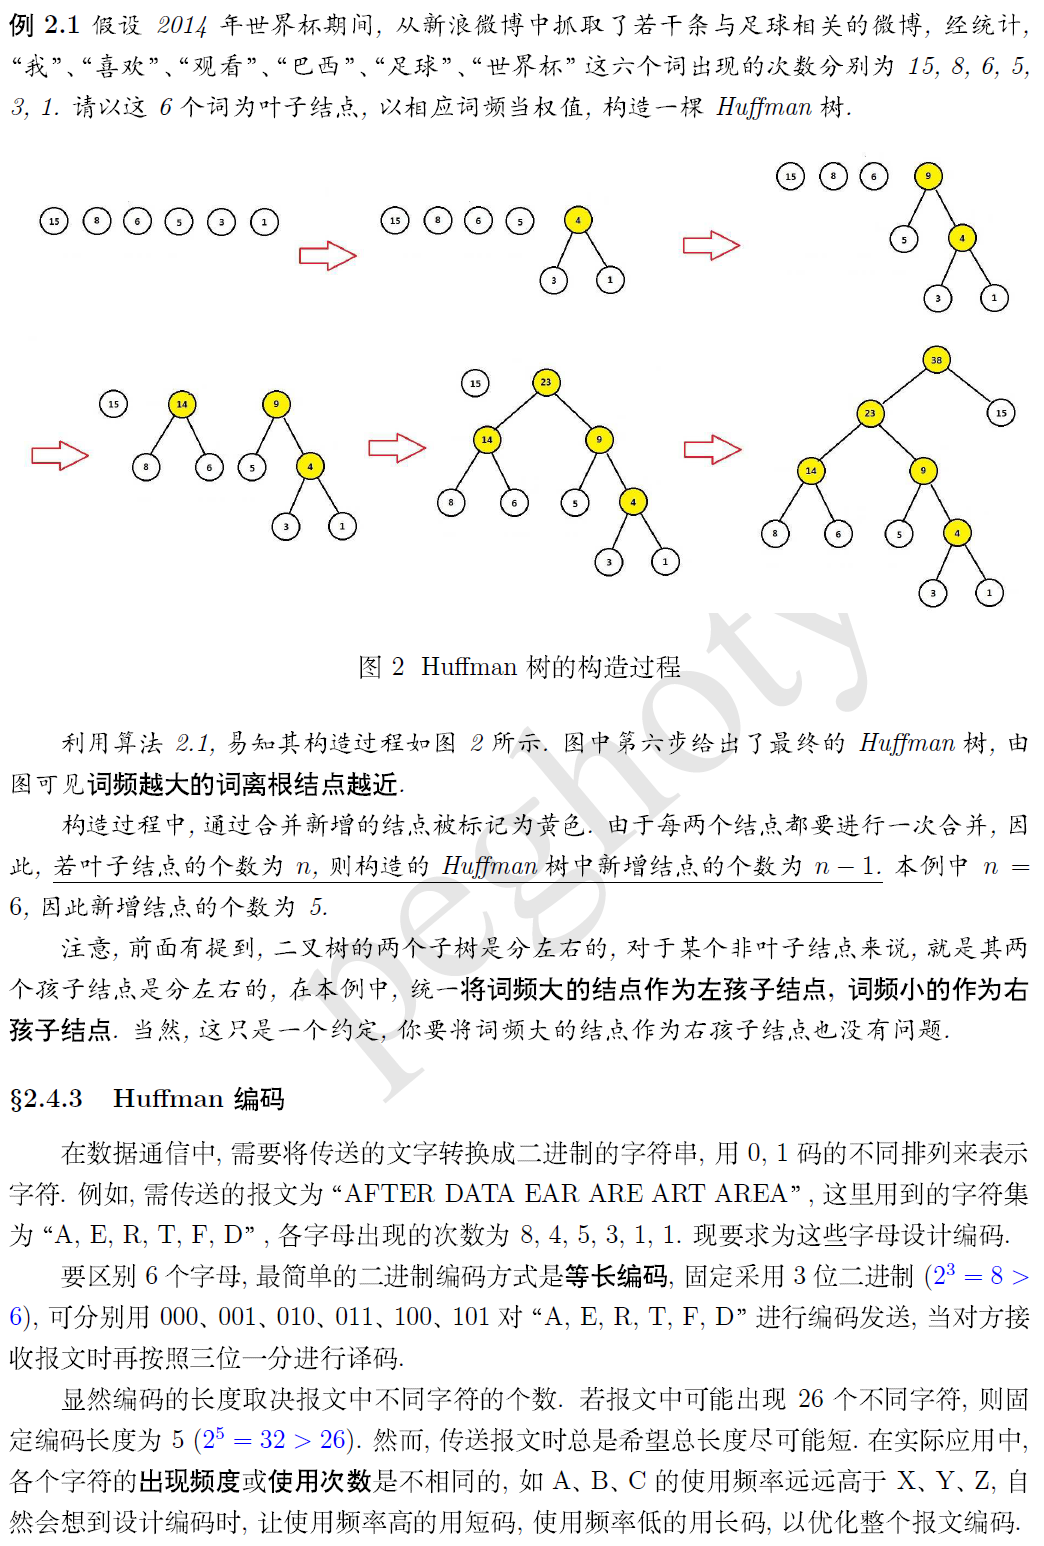 例 2.1 假设 2014 年世界杯期间, 从新浪微博中抓取了若干条与足球相关的微博, 经统计,
“我”、“喜欢”、“观看”、“巴西”、“足球”、“世界杯” 这六个词出现的次数分别为 15, 8, 6, 5,
3, 1. 请以这 6 个词为叶子结点, 以相应词频当权值, 构造一棵 Huffman 树.
15 8 6 5 3 1
15 8 6 5 4
3 1
15 8 6 9
5 4
3 1
15 14 9
8 6 5 4
3 1
15 23
14 9
8 6 5 4
3 1
38
23 15
14 9
8 6 5 4
3 1
图 2 Huffman 树的构造过程
利用算法 2.1, 易知其构造过程如图 2 所示. 图中第六步给出了最终的 Huffman 树, 由
图可见词频越大的词离根结点越近.
构造过程中, 通过合并新增的结点被标记为黄色. 由于每两个结点都要进行一次合并, 因
此, 若叶子结点的个数为 n, 则构造的 Huffman 树中新增结点的个数为 n − 1. 本例中 n =
6, 因此新增结点的个数为 5.
注意, 前面有提到, 二叉树的两个子树是分左右的, 对于某个非叶子结点来说, 就是其两
个孩子结点是分左右的, 在本例中, 统一将词频大的结点作为左孩子结点, 词频小的作为右
孩子结点. 当然, 这只是一个约定, 你要将词频大的结点作为右孩子结点也没有问题.
peghoty
§2.4.3 Huffman 编码
在数据通信中, 需要将传送的文字转换成二进制的字符串, 用 0, 1 码的不同排列来表示
字符. 例如, 需传送的报文为 “AFTER DATA EAR ARE ART AREA” , 这里用到的字符集
为 “A, E, R, T, F, D” , 各字母出现的次数为 8, 4, 5, 3, 1, 1. 现要求为这些字母设计编码.
要区别 6 个字母, 最简单的二进制编码方式是等长编码, 固定采用 3 位二进制 (2³ = 8 >
6), 可分别用 000、001、010、011、100、101 对 “A, E, R, T, F, D” 进行编码发送, 当对方接
收报文时再按照三位一分进行译码.
显然编码的长度取决报文中不同字符的个数. 若报文中可能出现 26 个不同字符, 则固
定编码长度为 5 (2⁵ = 32 > 26). 然而, 传送报文时总是希望总长度尽可能短. 在实际应用中,
各个字符的出现频度或使用次数是不相同的, 如 A、B、C 的使用频率远远高于 X、Y、Z, 自
然会想到设计编码时, 让使用频率高的用短码, 使用频率低的用长码, 以优化整个报文编码.